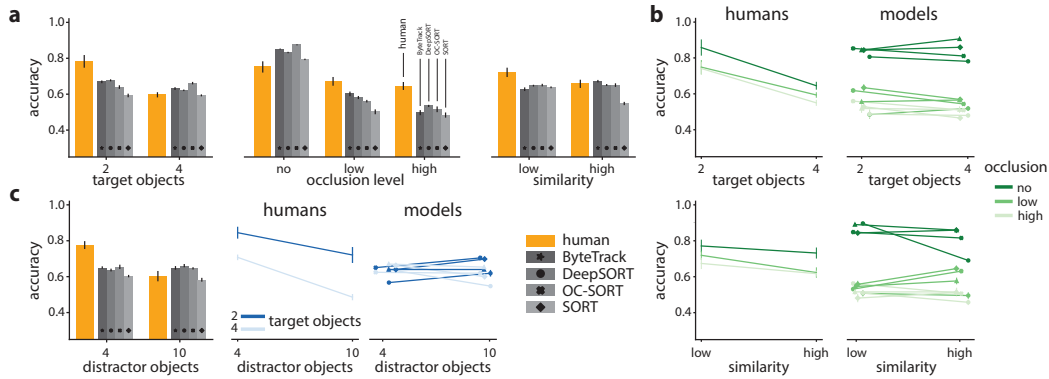 a
accuracy
1.0
0.8
0.6
0.4
2
4
target objects
no
low
high
occlusion level
human
ByteTrack
DeepSORT
OC-SORT
SORT
low
high
similarity
b
humans
models
accuracy
1.0
0.8
0.6
0.4
2
4
target objects
2
4
target objects
occlusion
no
low
high
accuracy
1.0
0.8
0.6
0.4
low
high
similarity
low
high
similarity
c
accuracy
1.0
0.8
0.6
0.4
4
10
distractor objects
humans
models
2
4
target objects
4
10
distractor objects
4
10
distractor objects
human
ByteTrack
DeepSORT
OC-SORT
SORT